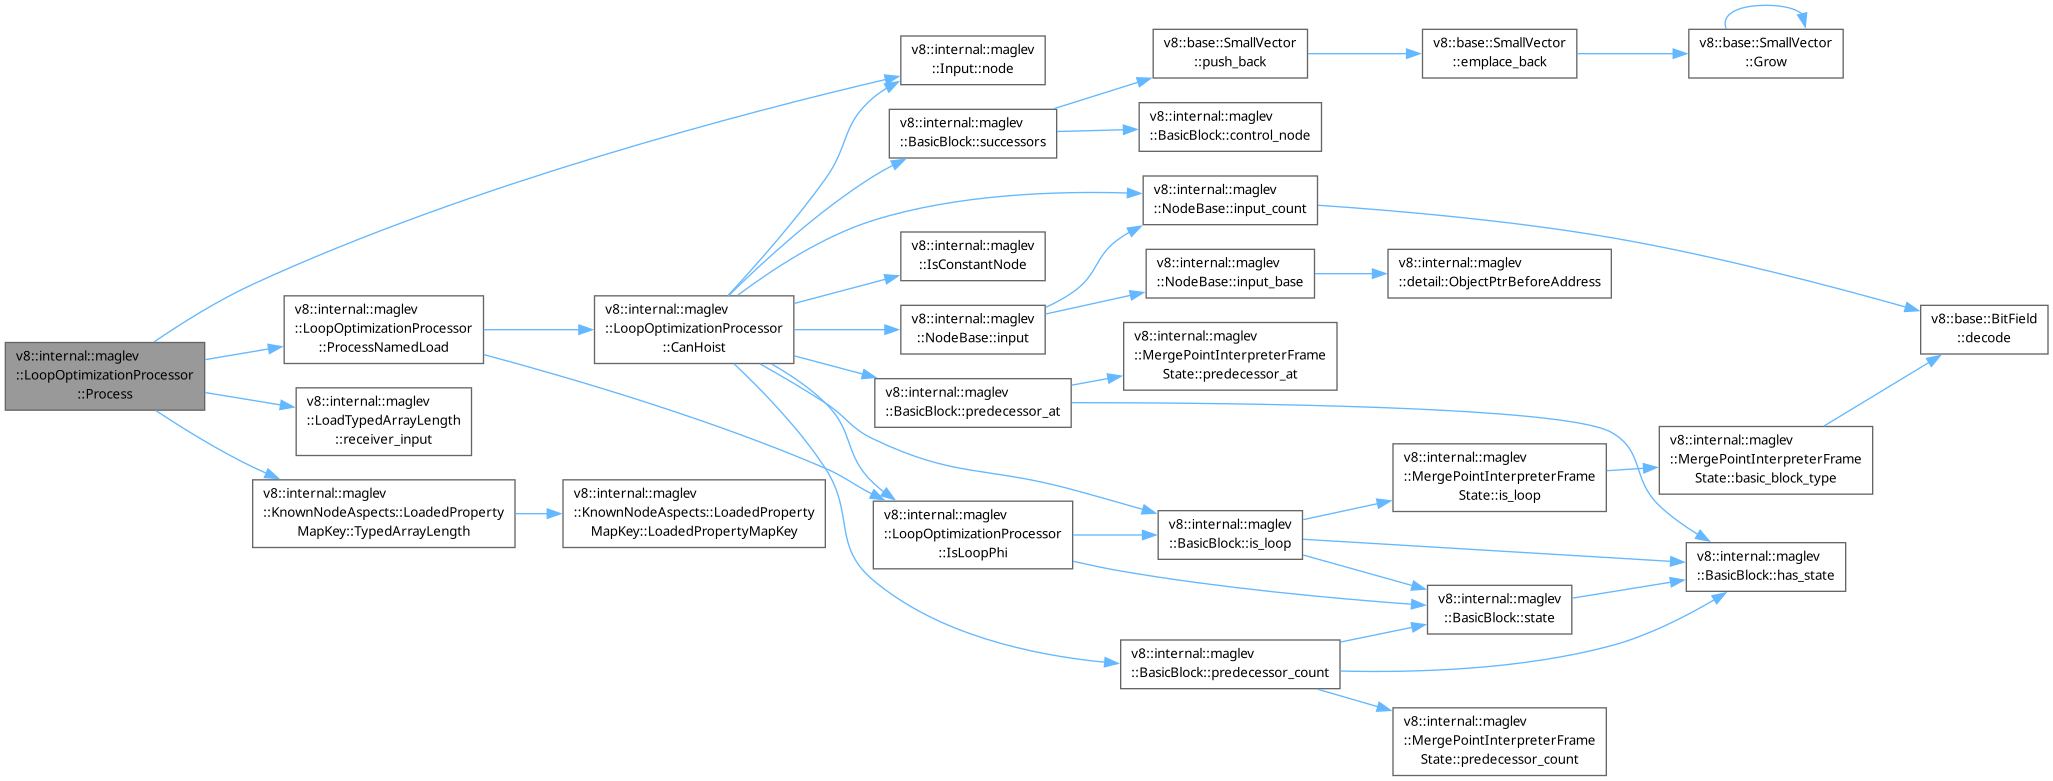 v8::internal::maglev
::LoopOptimizationProcessor
::Process
v8::internal::maglev
::Input::node
v8::internal::maglev
::LoopOptimizationProcessor
::ProcessNamedLoad
v8::internal::maglev
::LoopOptimizationProcessor
::CanHoist
v8::internal::maglev
::BasicBlock::successors
v8::base::SmallVector
::push_back
v8::base::SmallVector
::emplace_back
v8::base::SmallVector
::Grow
v8::internal::maglev
::BasicBlock::control_node
v8::internal::maglev
::NodeBase::input_count
v8::base::BitField
::decode
v8::internal::maglev
::IsConstantNode
v8::internal::maglev
::NodeBase::input
v8::internal::maglev
::NodeBase::input_base
v8::internal::maglev
::detail::ObjectPtrBeforeAddress
v8::internal::maglev
::BasicBlock::predecessor_at
v8::internal::maglev
::MergePointInterpreterFrame
State::predecessor_at
v8::internal::maglev
::BasicBlock::has_state
v8::internal::maglev
::LoopOptimizationProcessor
::IsLoopPhi
v8::internal::maglev
::BasicBlock::is_loop
v8::internal::maglev
::MergePointInterpreterFrame
State::is_loop
v8::internal::maglev
::MergePointInterpreterFrame
State::basic_block_type
v8::internal::maglev
::BasicBlock::state
v8::internal::maglev
::BasicBlock::predecessor_count
v8::internal::maglev
::MergePointInterpreterFrame
State::predecessor_count
v8::internal::maglev
::LoadTypedArrayLength
::receiver_input
v8::internal::maglev
::KnownNodeAspects::LoadedProperty
MapKey::TypedArrayLength
v8::internal::maglev
::KnownNodeAspects::LoadedProperty
MapKey::LoadedPropertyMapKey